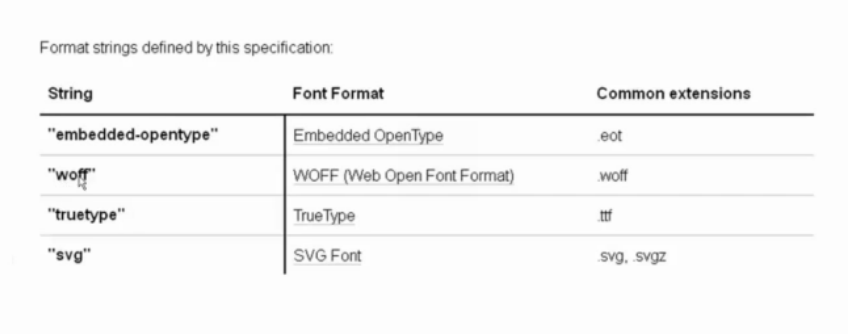 Format strings defined by this specification:
String Font Format Common extensions
"embedded-opentype" Embedded OpenType .eot
"woff" WOFF (Web Open Font Format) .woff
"truetype" TrueType .ttf
"svg" SVG Font .svg, .svgz